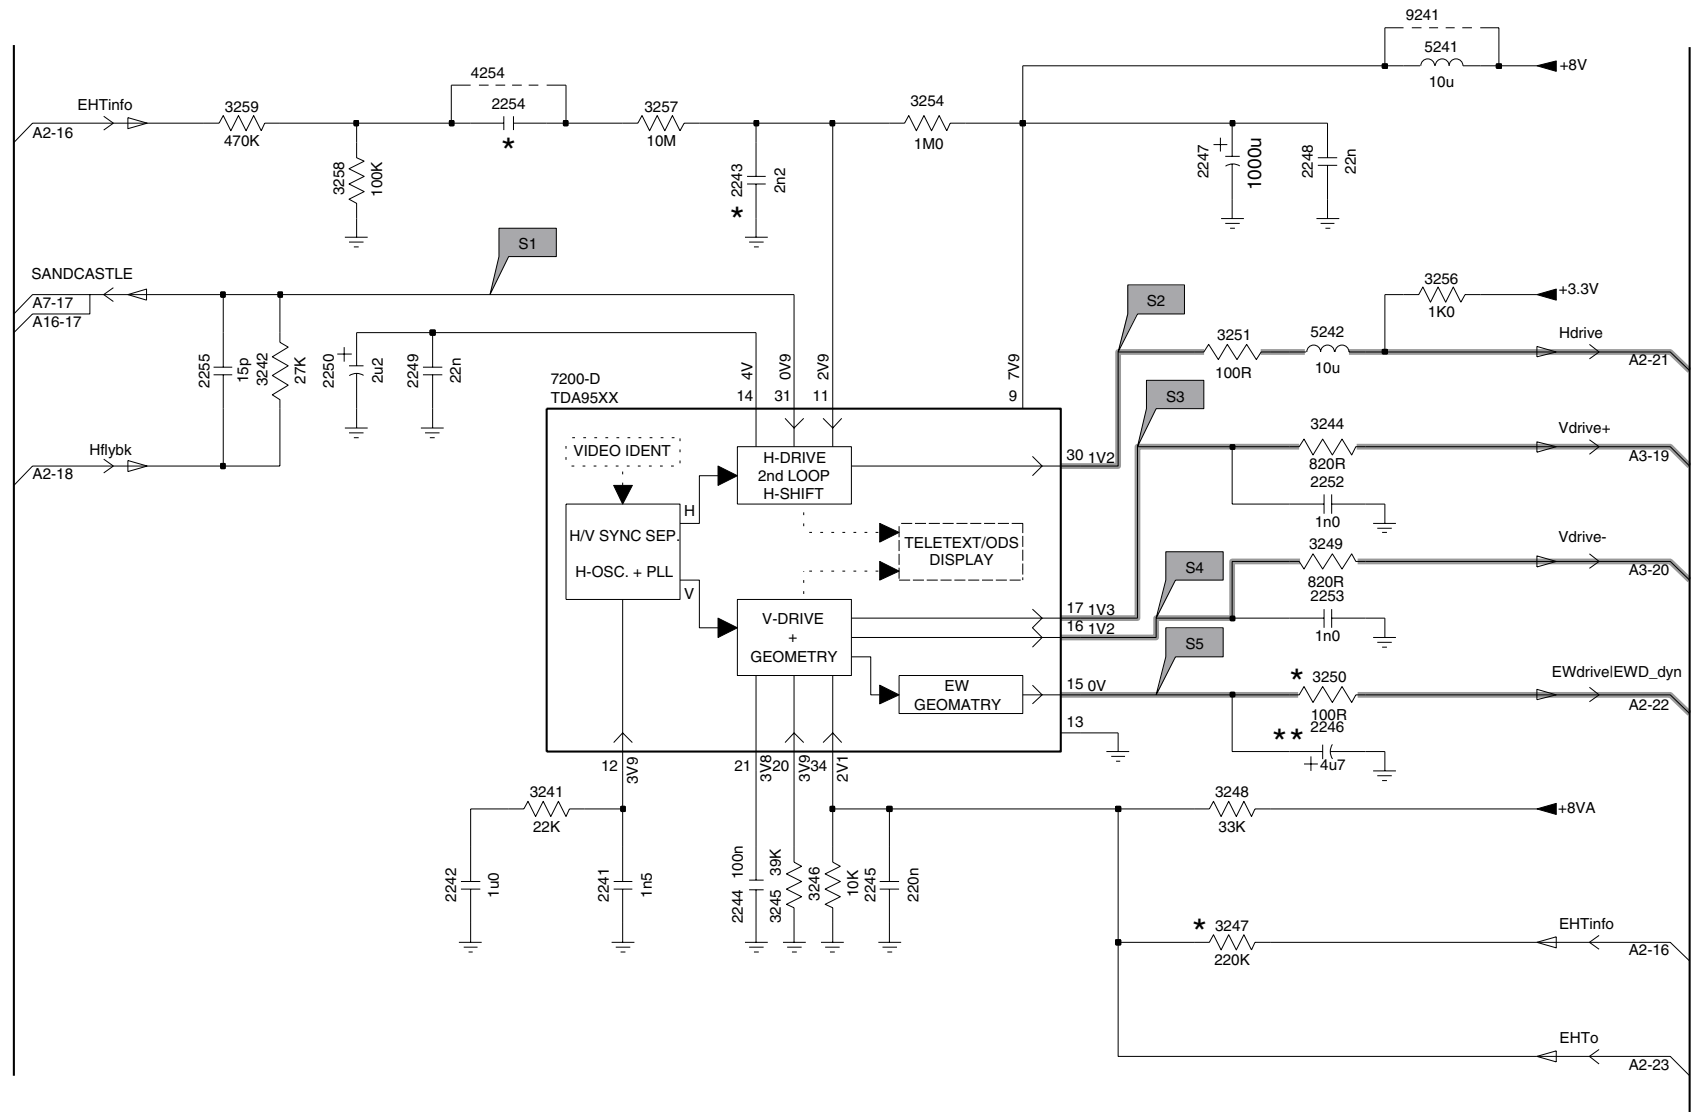 9241
5241
10u
+8V
4254
EHTinfo
A2-16
3259
470K
2254
*
3257
10M
3254
1M0
3258
100K
2243
2n2
*
2247
+
1000u
2248
22n
S1
SANDCASTLE
A7-17
A16-17
S2
3256
1K0
+3.3V
3251
100R
5242
10u
Hdrive
A2-21
2255
15p
3242
27K
2250
+
2u2
2249
22n
4V
0V9
2V9
7V9
7200-D
TDA95XX
14
31
11
9
S3
Hflybk
A2-18
VIDEO IDENT
H-DRIVE
2nd LOOP
H-SHIFT
30 1V2
3244
820R
Vdrive+
A3-19
2252
1n0
H
H/V SYNC SEP.
H-OSC. + PLL
V
TELETEXT/ODS
DISPLAY
S4
3249
820R
Vdrive-
A3-20
2253
1n0
V-DRIVE
+
GEOMETRY
17 1V3
16 1V2
S5
EW
GEOMATRY
15 0V
13
* 3250
100R
EWdrive|EWD_dyn
A2-22
** 2246
+
4u7
12
3V9
21
3V8
20
3V9
34
2V1
3241
22K
3248
33K
+8VA
2242
1u0
2241
1n5
2244
100n
3245
39K
3246
10K
2245
220n
* 3247
220K
EHTinfo
A2-16
EHTo
A2-23